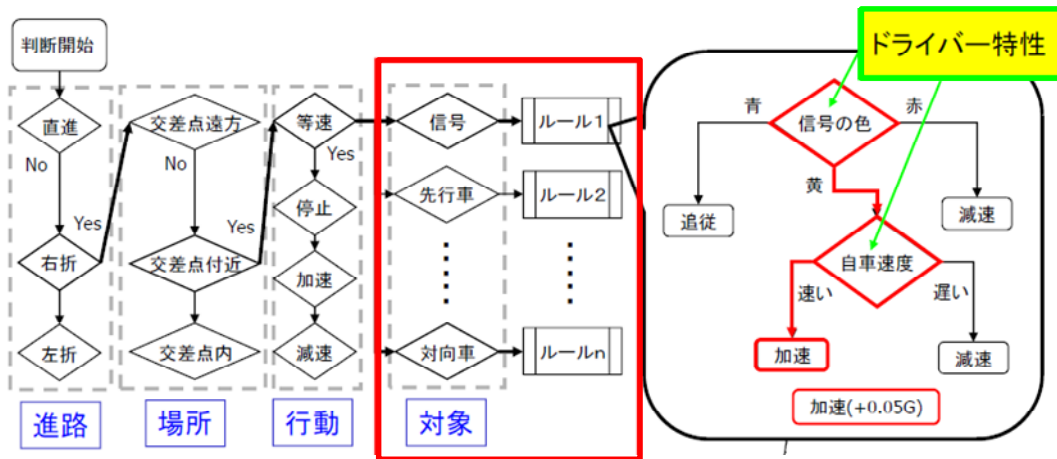 判断開始
直進
No
Yes
右折
左折
進路
交差点遠方
No
Yes
交差点付近
交差点内
場所
等速
Yes
停止
加速
減速
行動
信号
先行車
対向車
対象
ルール1
ルール2
ルールn
ドライバー特性
青
信号の色
赤
黄
追従
減速
自車速度
速い
遅い
加速
減速
加速(+0.05G)